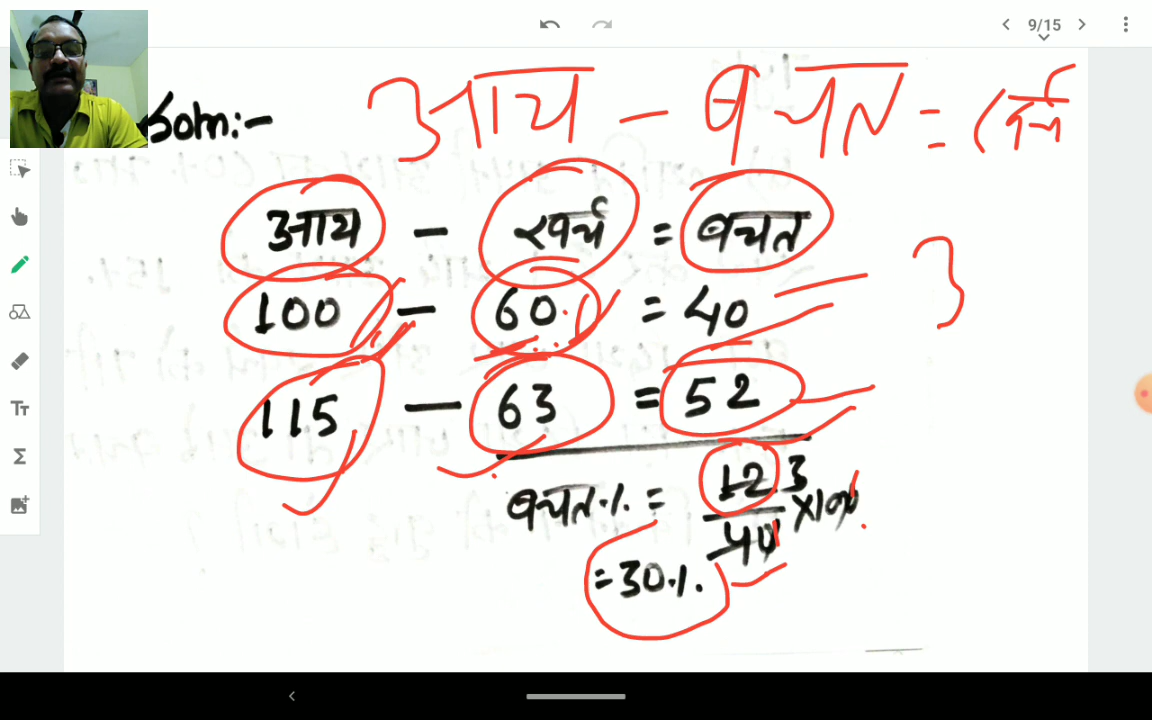 9/15
आय - बचत = खर्च
Soln:-
आय - खर्च = बचत
100 - 60 = 40
115 - 63 = 52
बचत % = 12 3
40 × 100
= 30%
Tт
Σ